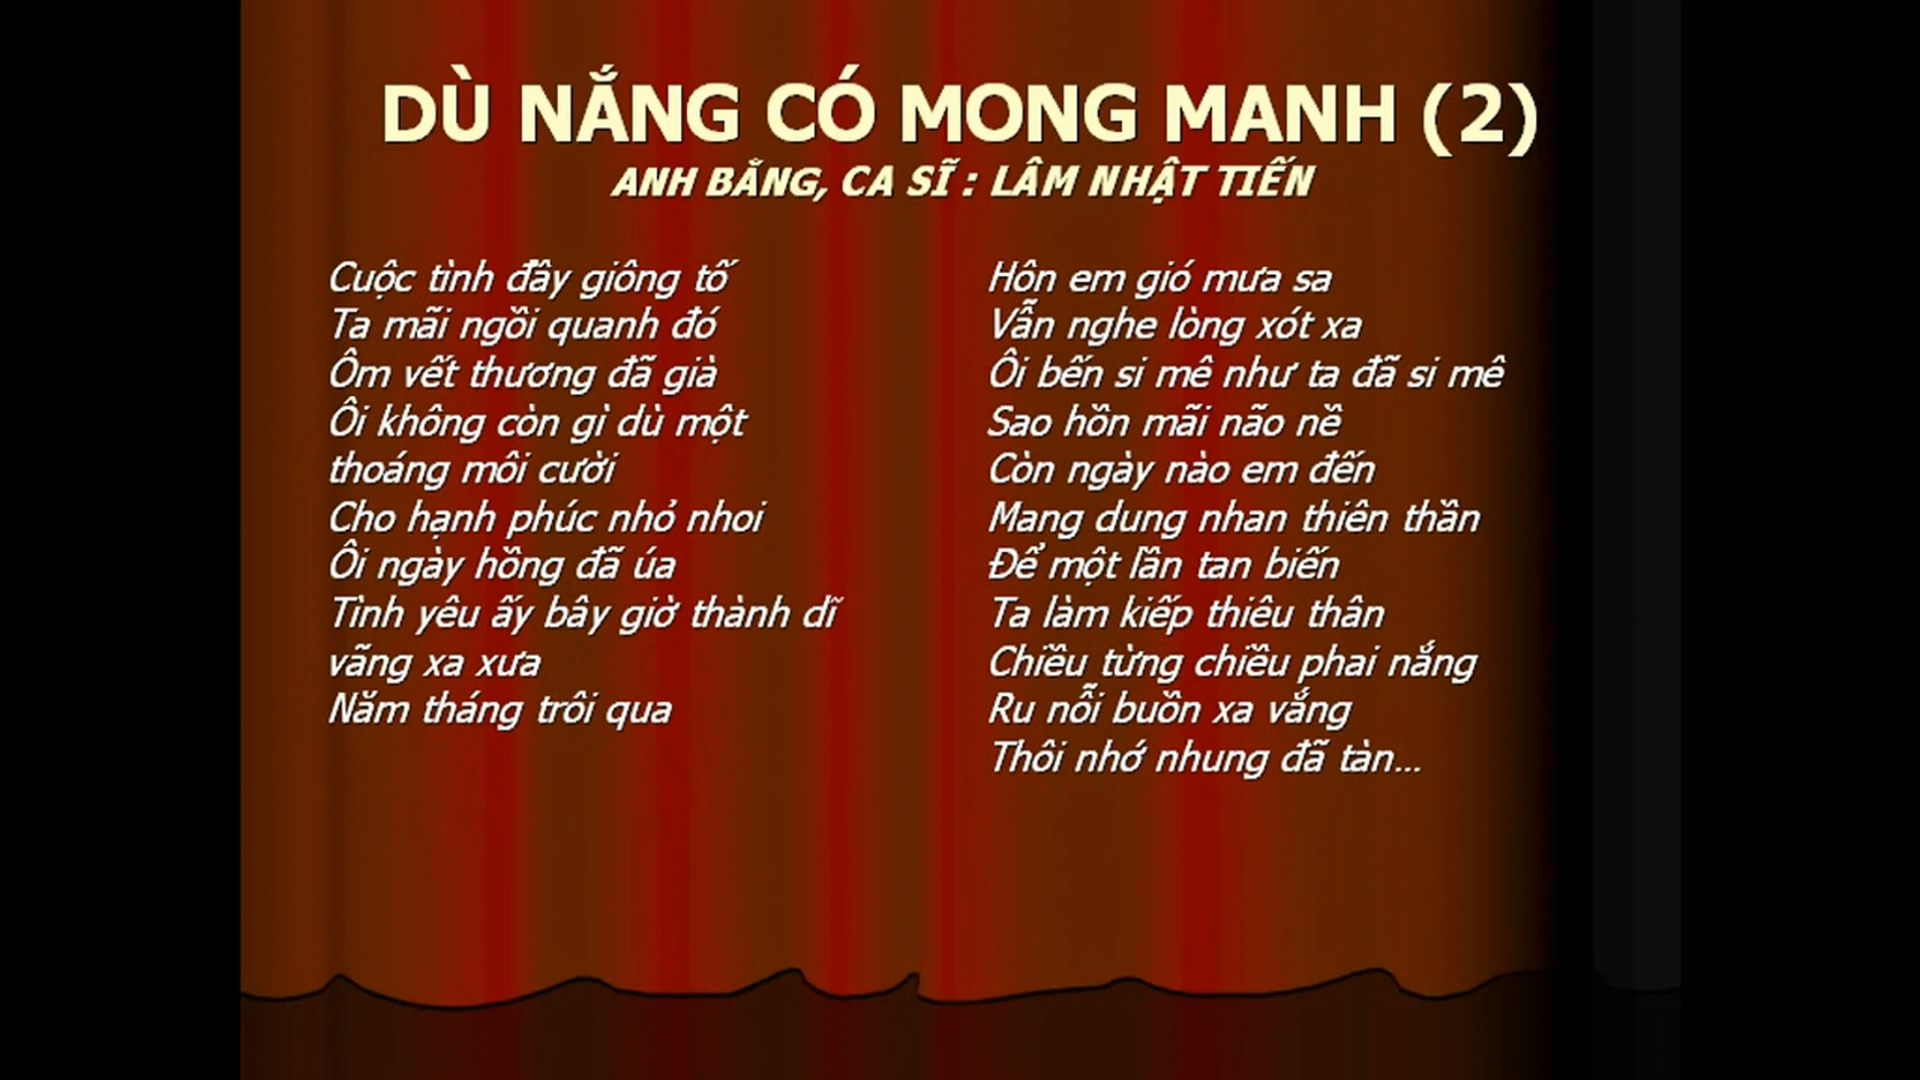 DÙ NẮNG CÓ MONG MANH (2)
ANH BẰNG, CA SĨ : LÂM NHẬT TIẾN
Cuộc tình đầy giông tố
Ta mãi ngồi quanh đó
Ôm vết thương đã già
Ôi không còn gì dù một
thoáng môi cười
Cho hạnh phúc nhỏ nhoi
Ôi ngày hồng đã úa
Tình yêu ấy bây giờ thành dĩ
vãng xa xưa
Năm tháng trôi qua
Hôn em gió mưa sa
Vẫn nghe lòng xót xa
Ôi bến si mê như ta đã si mê
Sao hồn mãi não nề
Còn ngày nào em đến
Mang dung nhan thiên thần
Để một lần tan biến
Ta làm kiếp thiêu thân
Chiều từng chiều phai nắng
Ru nỗi buồn xa vắng
Thôi nhớ nhung đã tàn...